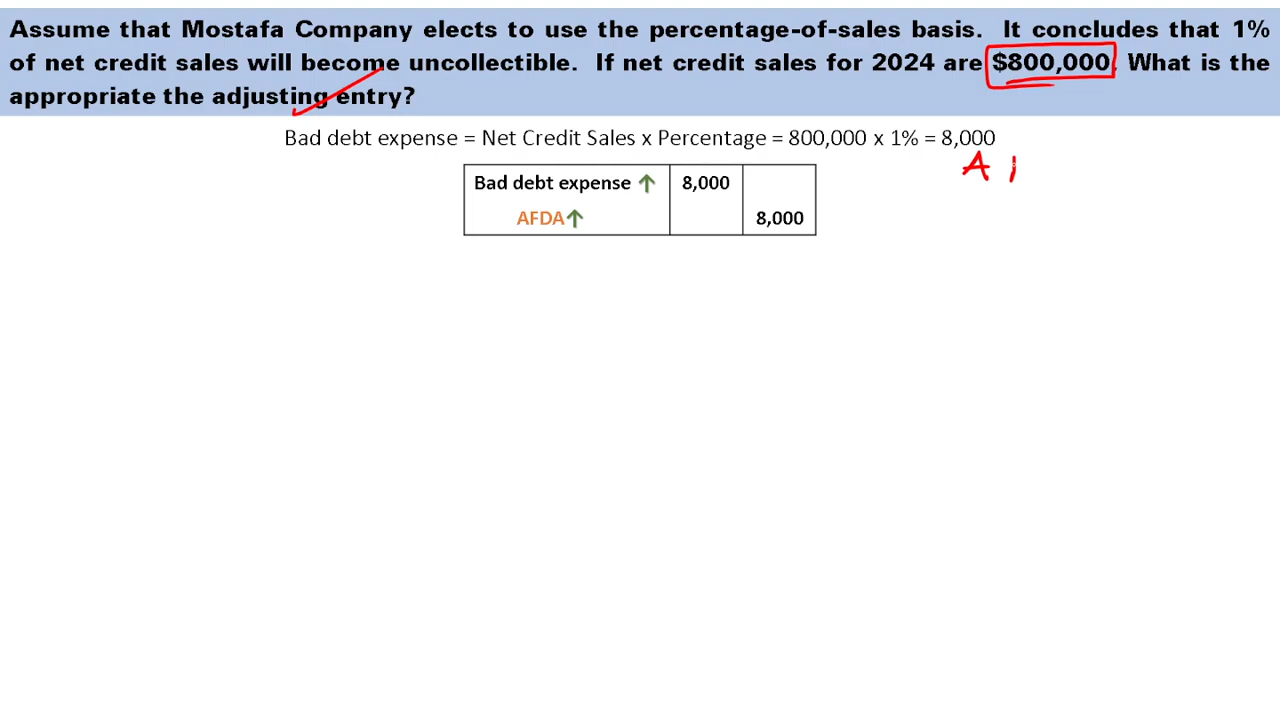 Assume that Mostafa Company elects to use the percentage-of-sales basis. It concludes that 1%
of net credit sales will become uncollectible. If net credit sales for 2024 are $800,000. What is the
appropriate the adjusting entry?
Bad debt expense = Net Credit Sales x Percentage = 800,000 x 1% = 8,000
A
Bad debt expense ↑ 8,000
AFDA↑ 8,000